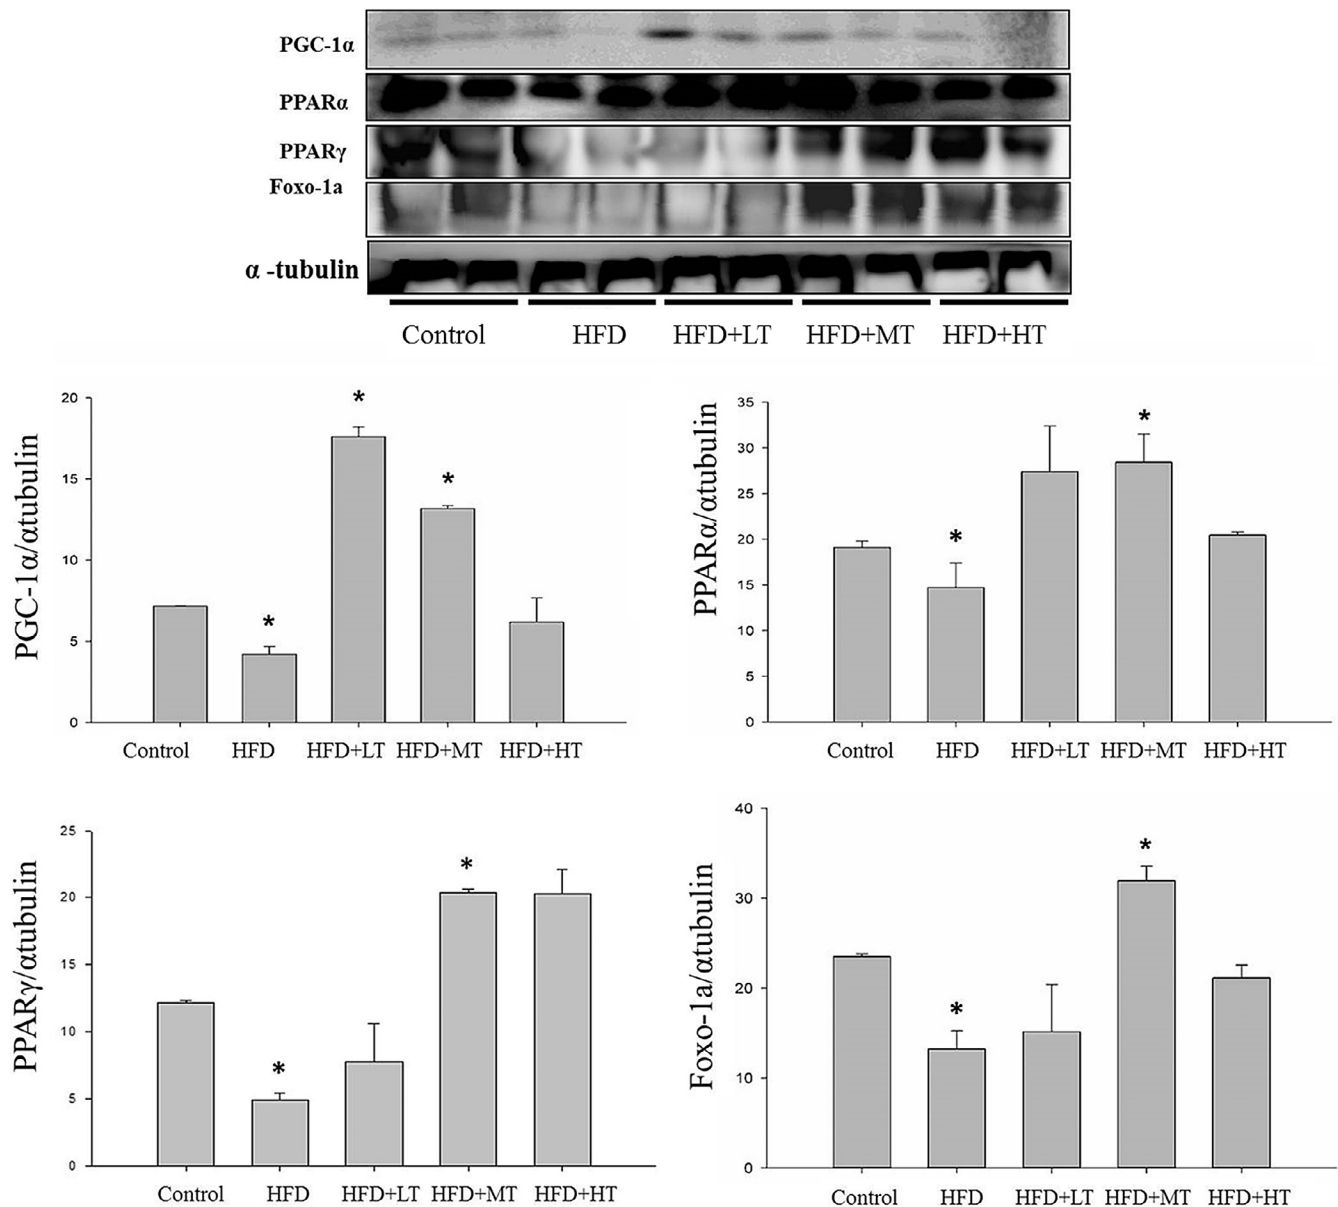 PGC-1α
PPARα
PPARγ
Foxo-1a
α -tubulin
Control HFD HFD+LT HFD+MT HFD+HT
PGC-1α/αtubulin
20
15
10
5
0
*
*
*
Control HFD HFD+LT HFD+MT HFD+HT
PPARα/αtubulin
35
30
25
20
15
10
5
0
*
*
Control HFD HFD+LT HFD+MT HFD+HT
PPARγ/αtubulin
25
20
15
10
5
0
*
*
Control HFD HFD+LT HFD+MT HFD+HT
Foxo-1a/αtubulin
40
30
20
10
0
*
*
Control HFD HFD+LT HFD+MT HFD+HT